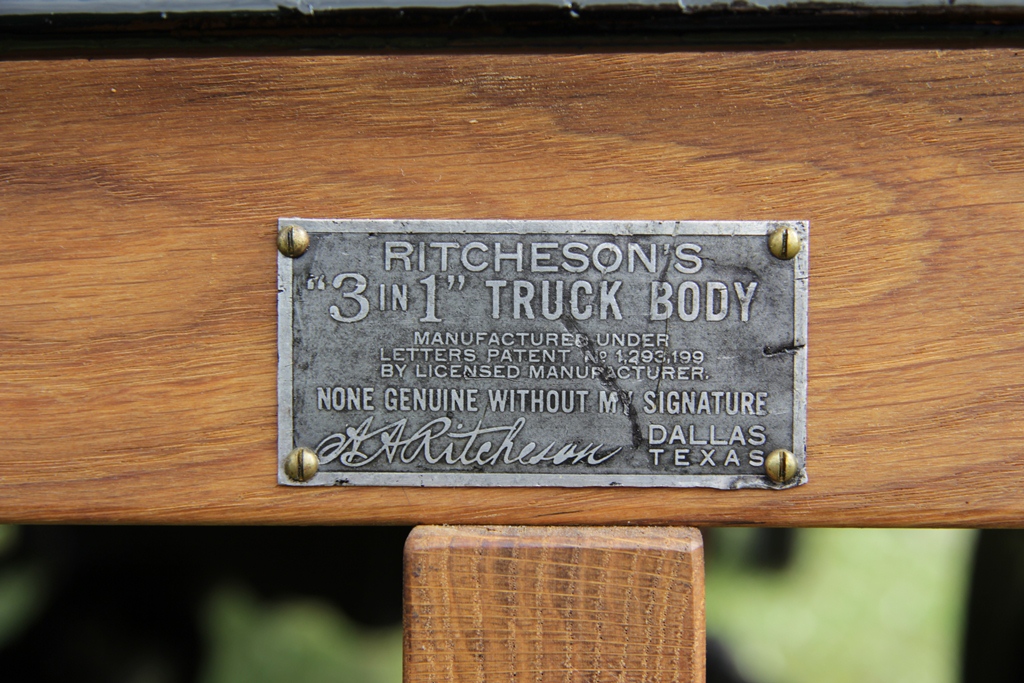 RITCHESON'S
"3 IN 1" TRUCK BODY
MANUFACTURED UNDER
LETTERS PATENT No 1,293,199
BY LICENSED MANUFACTURER.
NONE GENUINE WITHOUT MY SIGNATURE
A A Ritcheson
DALLAS
TEXAS